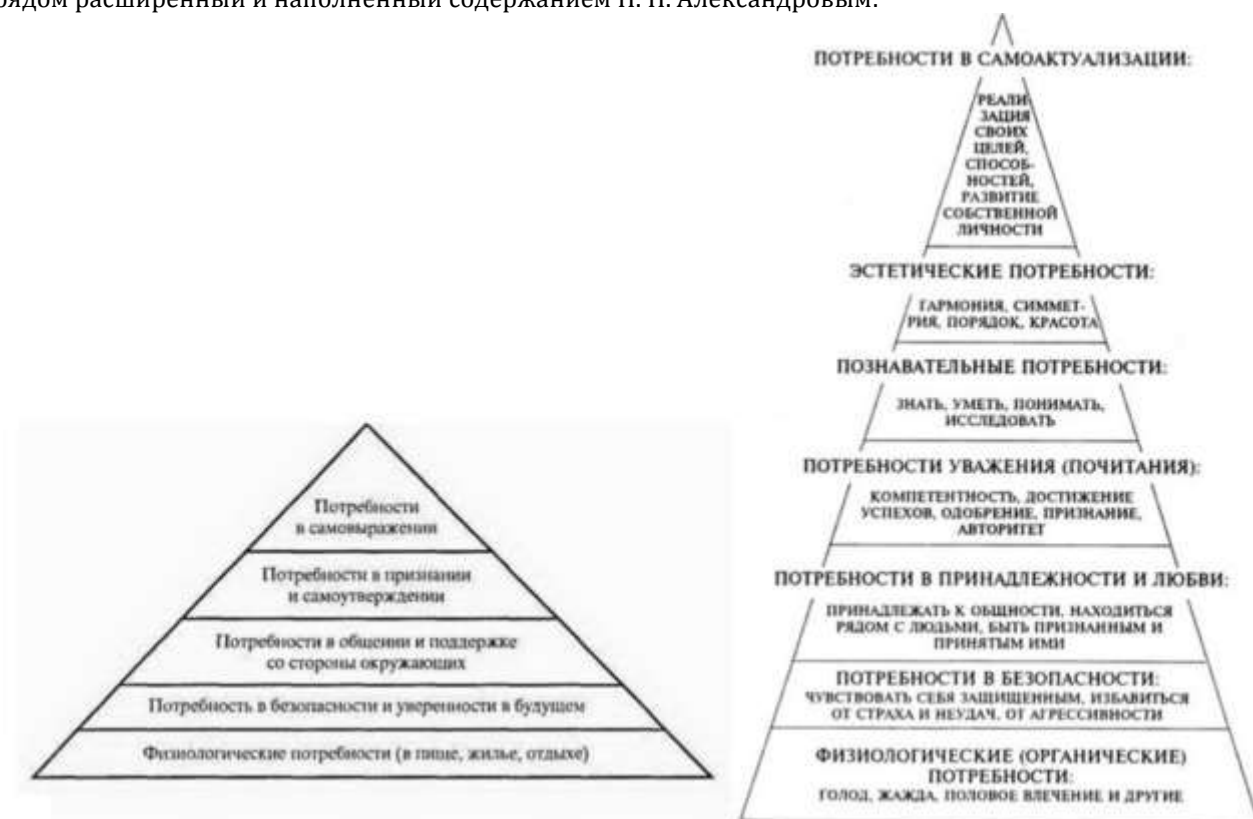 рядом расширенный и наполненный содержанием Н. Н. Александровым.
Потребности
в самовыражении
Потребности в признании
и самоутверждении
Потребности в общении и поддержке
со стороны окружающих
Потребность в безопасности и уверенности в будущем
Физиологические потребности (в пище, жилье, отдыхе)
ПОТРЕБНОСТИ В САМОАКТУАЛИЗАЦИИ:
РЕАЛИ-
ЗАЦИЯ
СВОИХ
ЦЕЛЕЙ,
СПОСОБ-
НОСТЕЙ,
РАЗВИТИЕ
СОБСТВЕННОЙ
ЛИЧНОСТИ
ЭСТЕТИЧЕСКИЕ ПОТРЕБНОСТИ:
ГАРМОНИЯ, СИММЕТ-
РИЯ, ПОРЯДОК, КРАСОТА
ПОЗНАВАТЕЛЬНЫЕ ПОТРЕБНОСТИ:
ЗНАТЬ, УМЕТЬ, ПОНИМАТЬ,
ИССЛЕДОВАТЬ
ПОТРЕБНОСТИ УВАЖЕНИЯ (ПОЧИТАНИЯ):
КОМПЕТЕНТНОСТЬ, ДОСТИЖЕНИЕ
УСПЕХОВ, ОДОБРЕНИЕ, ПРИЗНАНИЕ,
АВТОРИТЕТ
ПОТРЕБНОСТИ В ПРИНАДЛЕЖНОСТИ И ЛЮБВИ:
ПРИНАДЛЕЖАТЬ К ОБЩНОСТИ, НАХОДИТЬСЯ
РЯДОМ С ЛЮДЬМИ, БЫТЬ ПРИЗНАННЫМ И
ПРИНЯТЫМ ИМИ
ПОТРЕБНОСТИ В БЕЗОПАСНОСТИ:
ЧУВСТВОВАТЬ СЕБЯ ЗАЩИЩЕННЫМ, ИЗБАВИТЬСЯ
ОТ СТРАХА И НЕУДАЧ, ОТ АГРЕССИВНОСТИ
ФИЗИОЛОГИЧЕСКИЕ (ОРГАНИЧЕСКИЕ)
ПОТРЕБНОСТИ:
ГОЛОД, ЖАЖДА, ПОЛОВОЕ ВЛЕЧЕНИЕ И ДРУГИЕ